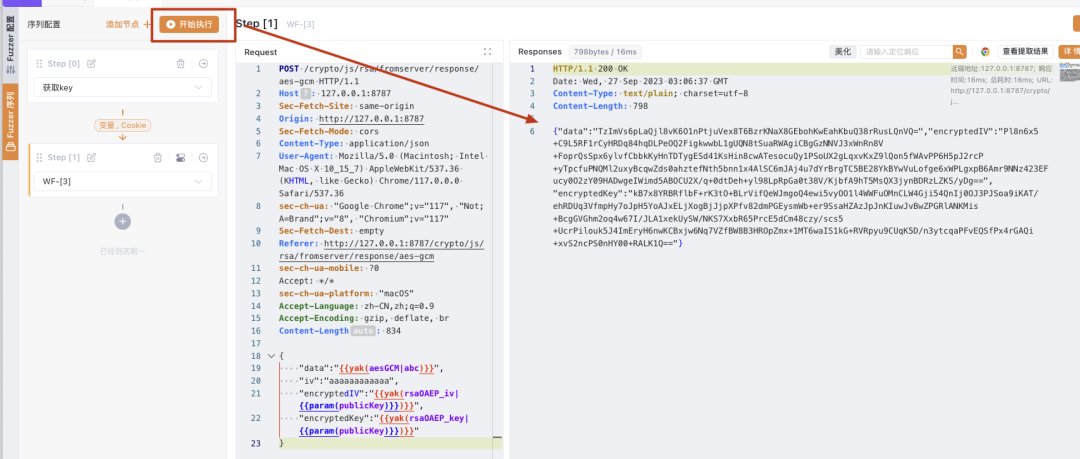 Fuzzer 配置
Fuzzer 序列
序列配置
添加节点 +
开始执行
Step [0]
获取key
变量, Cookie
Step [1]
WF-[3]
已经到底啦~
Step [1] WF-[3]
Request
1 POST /crypto/js/rsa/fromserver/response/
aes-gcm HTTP/1.1
2 Host ? : 127.0.0.1:8787
3 Sec-Fetch-Site: same-origin
4 Origin: http://127.0.0.1:8787
5 Sec-Fetch-Mode: cors
6 Content-Type: application/json
7 User-Agent: Mozilla/5.0 (Macintosh; Intel
Mac OS X 10_15_7) AppleWebKit/537.36
(KHTML, like Gecko) Chrome/117.0.0.0
Safari/537.36
8 sec-ch-ua: "Google Chrome";v="117", "Not;
A=Brand";v="8", "Chromium";v="117"
9 Sec-Fetch-Dest: empty
10 Referer: http://127.0.0.1:8787/crypto/js/
rsa/fromserver/response/aes-gcm
11 sec-ch-ua-mobile: ?0
12 Accept: */*
13 sec-ch-ua-platform: "macOS"
14 Accept-Language: zh-CN,zh;q=0.9
15 Accept-Encoding: gzip, deflate, br
16 Content-Length auto : 834
17
18 {
19 "data":"{{yak(aesGCM|abc)}}",
20 "iv":"aaaaaaaaaaaa",
21 "encryptedIV":"{{yak(rsaOAEP_iv|
{{param(publicKey)}})}}",
22 "encryptedKey":"{{yak(rsaOAEP_key|
{{param(publicKey)}})}}"
23 }
Responses 798bytes / 16ms
美化
请输入定位响应
查看提取结果
详 情
1 HTTP/1.1 200 OK
2 Date: Wed, 27 Sep 2023 03:06:37 GMT
3 Content-Type: text/plain; charset=utf-8
4 Content-Length: 798
远端地址:127.0.0.1:8787; 响应
时间:16ms; 总耗时:16ms; URL:
http://127.0.0.1:8787/crypto/
j...
6 {"data":"TzImVs6pLaQjl8vK6O1nPtjuVex8T6BzrKNaX8GEbohKwEahKbuQ38rRusLQnVQ=","encryptedIV":"Pl8n6x5
+C9L5RF1rCyHRDq84hqDLPeOQ2FigkwwbL1gUQN8tSuaRWAgiCBgGzNNVJ3xWnRn8V
+FoprQsSpx6ylvfCbbkKyHnTDTygESd41KsHin8cwATesocuQy1PSoUX2gLqxvKxZ9lQon5fWAvPP6H5pJ2rcP
+yTpcfuPNQMl2uxyBcqwZds0ahztefNth5bnn1x4AlSC6mJAj4u7dYrBrgTC5BE28YkBYwVuLofge6xWPLgxpB6Amr9NNz423EF
ucy0O2zY09HADwgeIWimd5ABOCU2X/q+0dtDeh+yl98LpRpGa0t38V/KjbfA9hT5MsQX3jynBDRzLZKS/yDg==",
"encryptedKey":"kB7x8YRBRflbF+rK3tO+BLrVifQeWJmgoQ4ewi5vyOO1l4WWFuOMnCLW4Gji54QnIj0OJ3PJSoa9iKAT/
ehRDUq3VfmpHy7oJpH5YoAJxELjXogBjJjpXPfv82dmPGEysmWb+er9SsaHZAzJpJnKIuwJvBwZPGRlANKMis
+BcgGVGhm2oq4w67I/JLA1xekUySW/NKS7XxbR65PrcE5dCm48czy/scs5
+UcrPilouk5J4ImEryH6nwKCBxjw6Nq7VZfBW8B3HROpZmx+1MT6waIS1kG+RVRpyu9CUqK5D/n3ytcqaPFvEQSfPx4rGAQi
+xvS2ncPS0nHY00+RALK1Q=="}